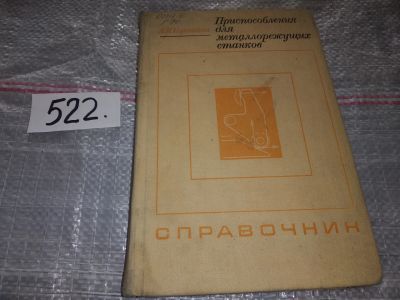 Приспособления
для
металлорежущих
станков
СПРАВОЧНИК
522.